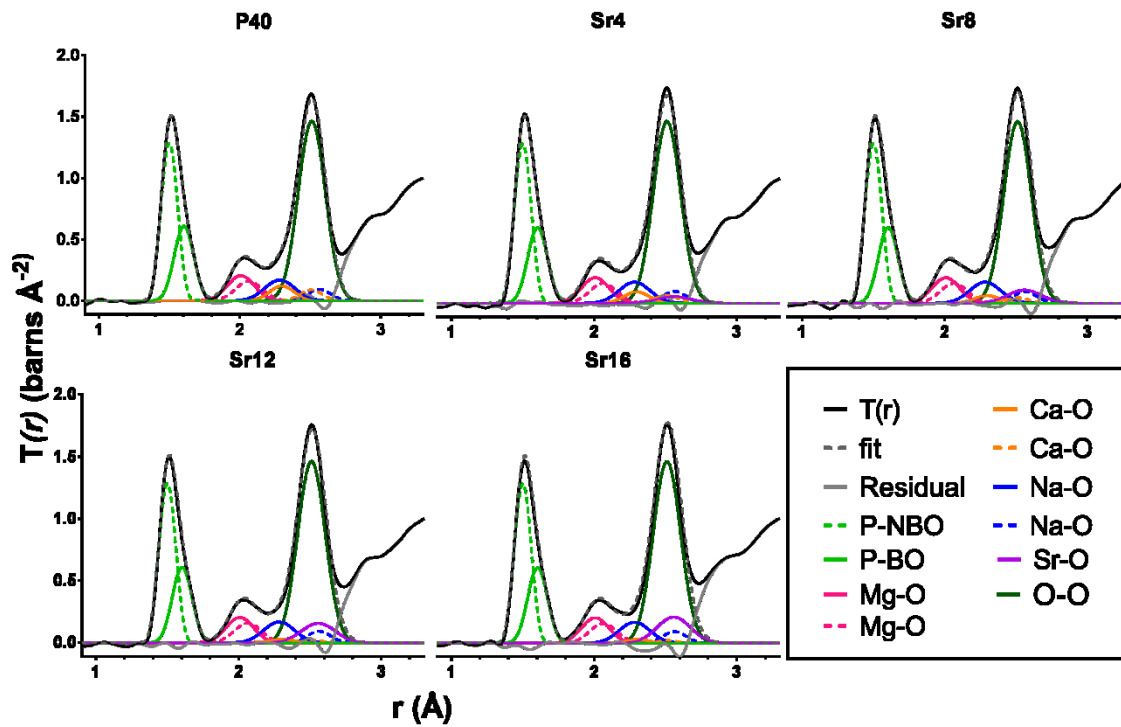 P40 Sr4 Sr8
2.0
1.5
1.0
0.5
0.0
1 2 3 1 2 3 1 2 3
Sr12 Sr16
2.0
1.5
1.0
0.5
0.0
1 2 3 1 2 3
T(r) (barns Å-2)
r (Å)
T(r) Ca-O
fit Ca-O
Residual Na-O
P-NBO Na-O
P-BO Sr-O
Mg-O O-O
Mg-O